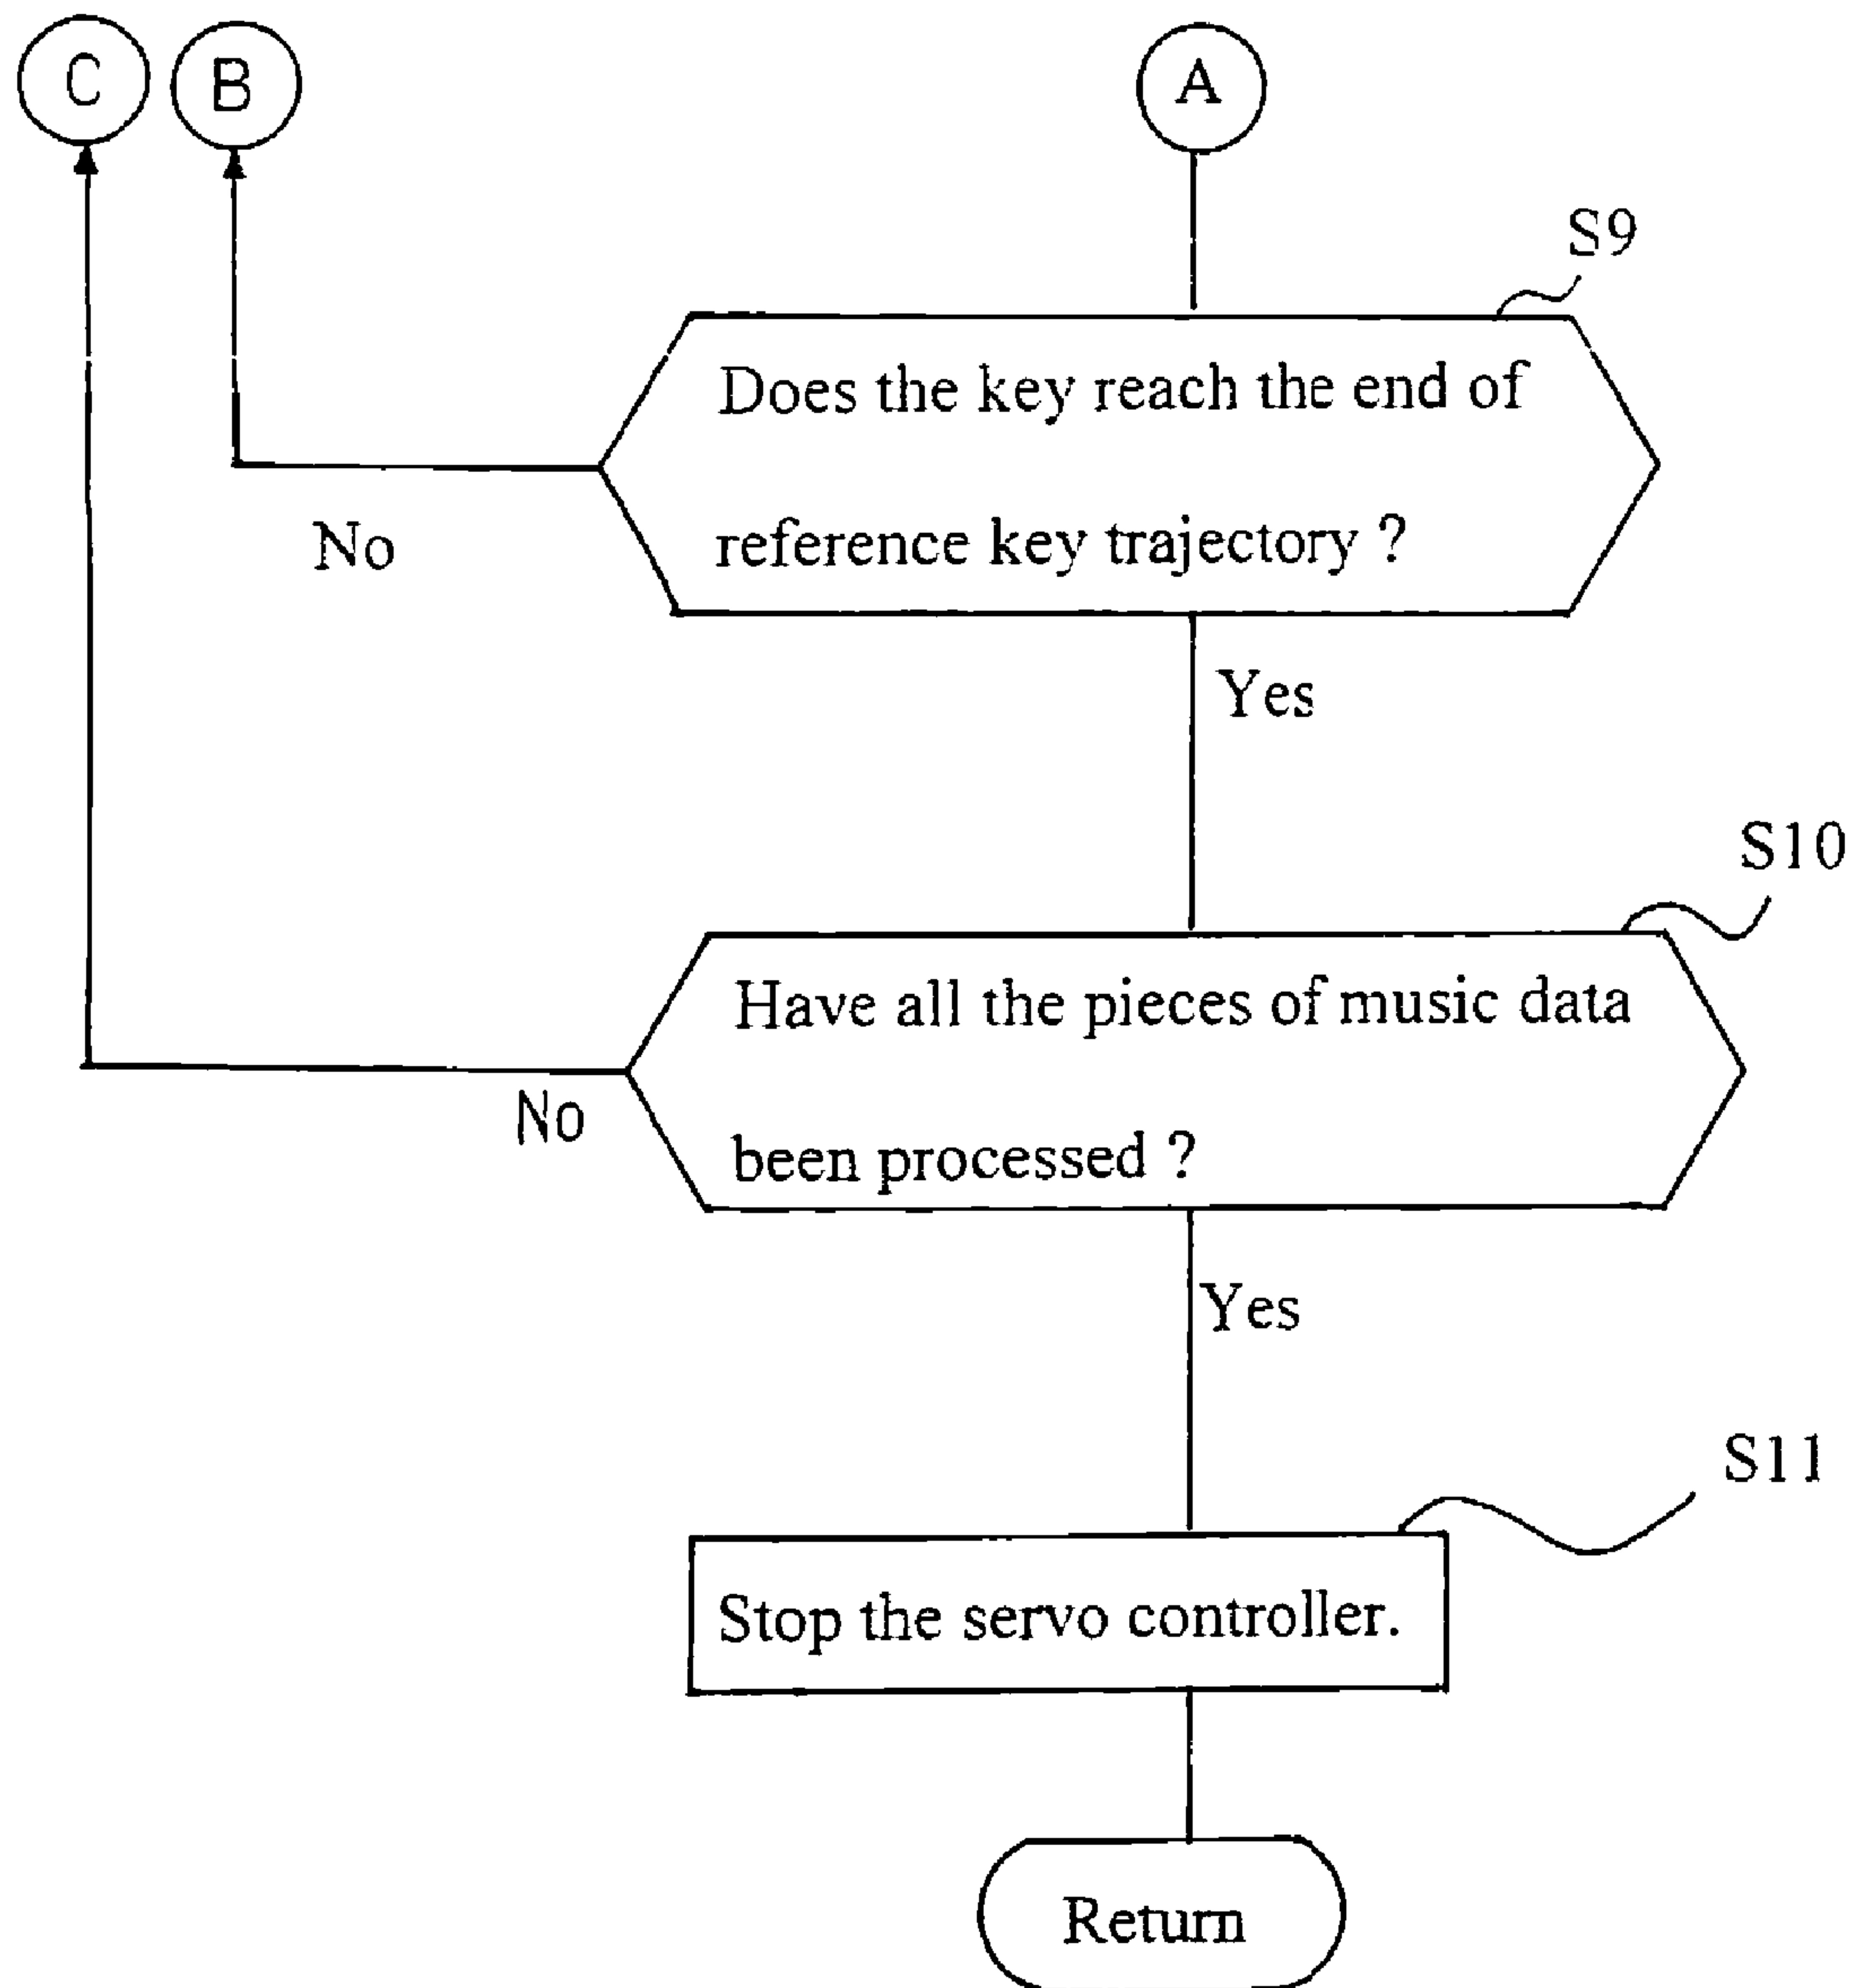 C
B
A
S9
Does the key reach the end of
reference key trajectory ?
No
Yes
S10
Have all the pieces of music data
been processed ?
No
Yes
S11
Stop the servo controller.
Return